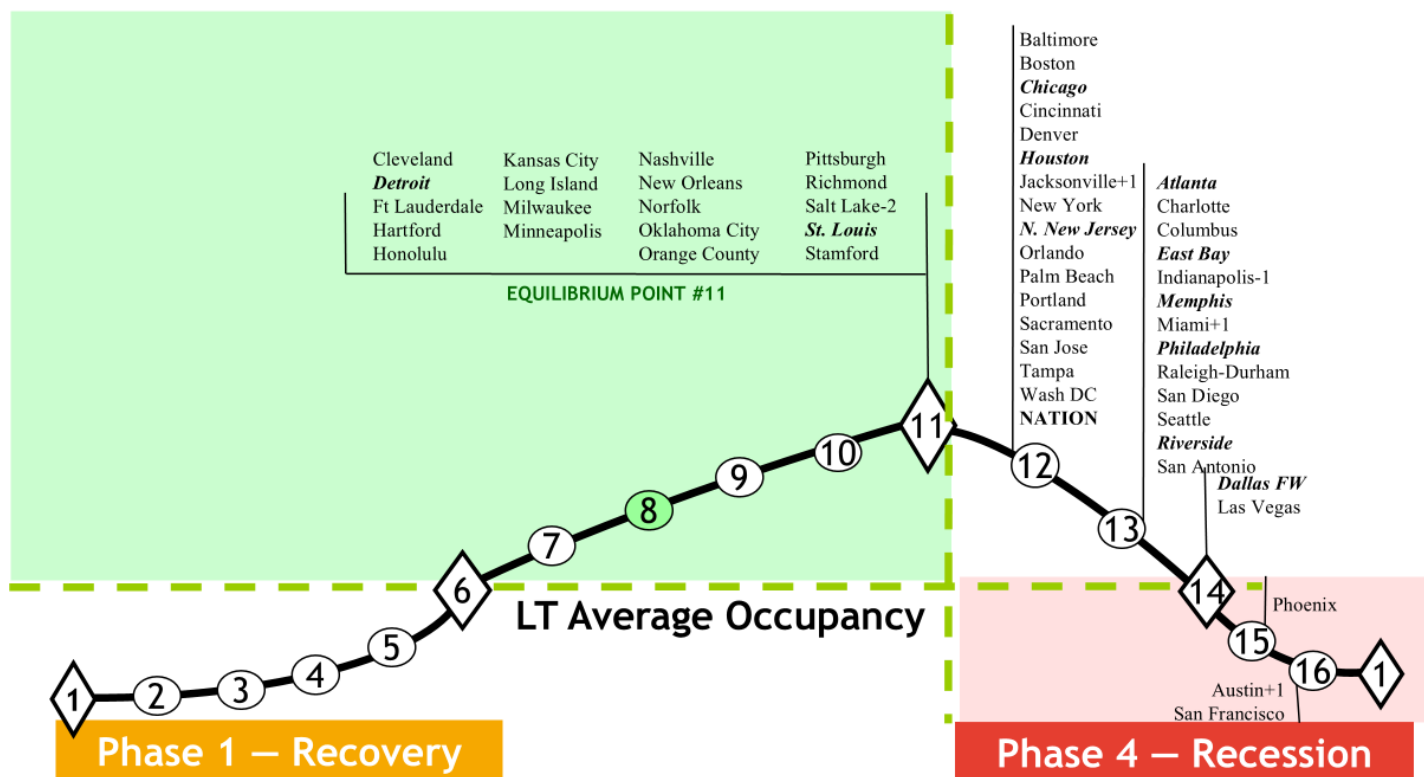 Cleveland
Detroit
Ft Lauderdale
Hartford
Honolulu
Kansas City
Long Island
Milwaukee
Minneapolis
Nashville
New Orleans
Norfolk
Oklahoma City
Orange County
Pittsburgh
Richmond
Salt Lake-2
St. Louis
Stamford
EQUILIBRIUM POINT #11
Baltimore
Boston
Chicago
Cincinnati
Denver
Houston
Jacksonville+1
New York
N. New Jersey
Orlando
Palm Beach
Portland
Sacramento
San Jose
Tampa
Wash DC
NATION
Atlanta
Charlotte
Columbus
East Bay
Indianapolis-1
Memphis
Miami+1
Philadelphia
Raleigh-Durham
San Diego
Seattle
Riverside
San Antonio
Dallas FW
Las Vegas
1
2
3
4
5
6
7
8
9
10
11
12
13
14
15
16
1
LT Average Occupancy
Phoenix
Austin+1
San Francisco
Phase 1 — Recovery
Phase 4 — Recession